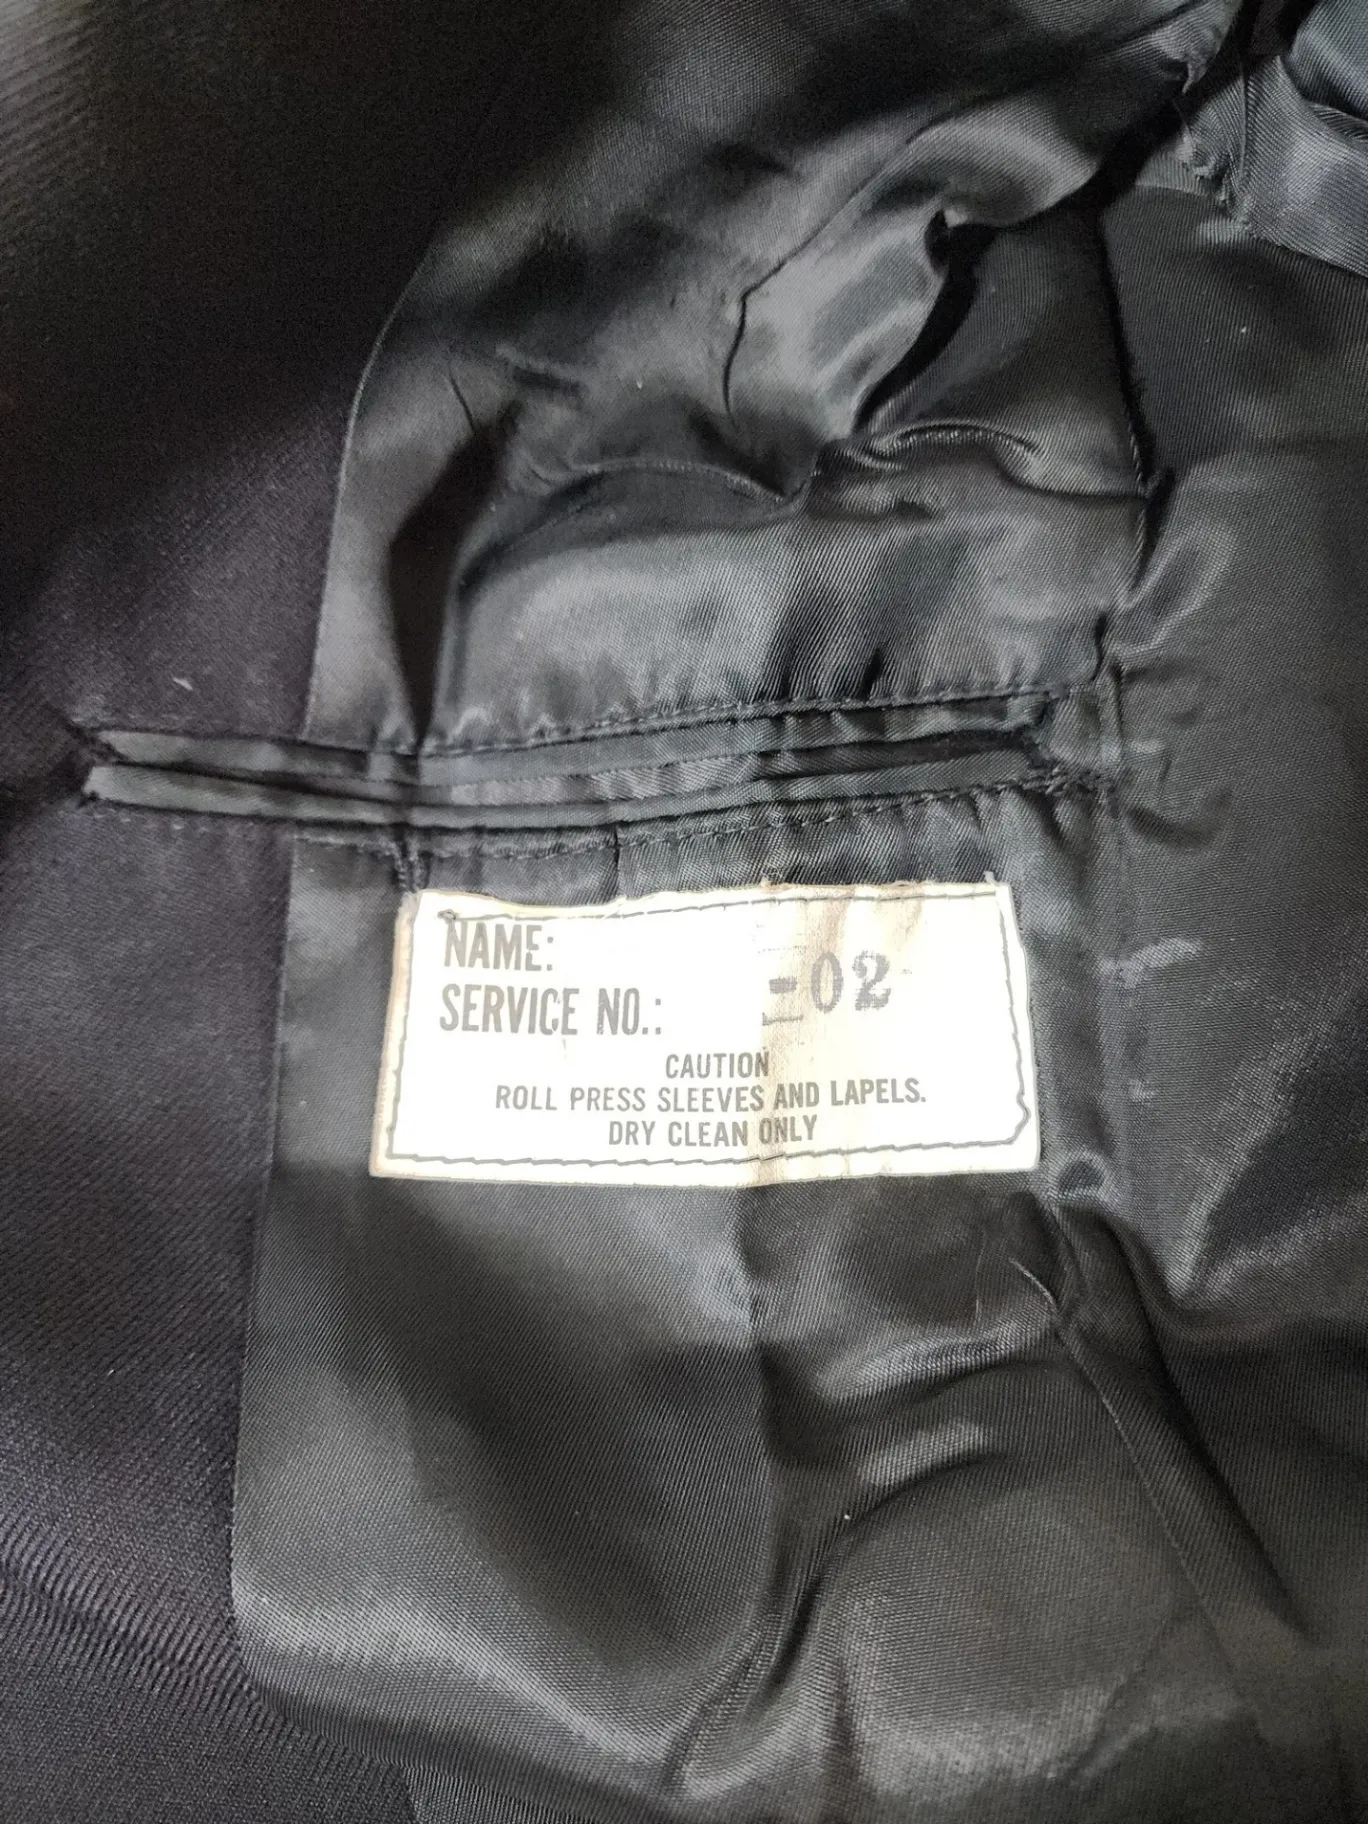 NAME:
SERVICE NO.: -02
CAUTION
ROLL PRESS SLEEVES AND LAPELS.
DRY CLEAN ONLY